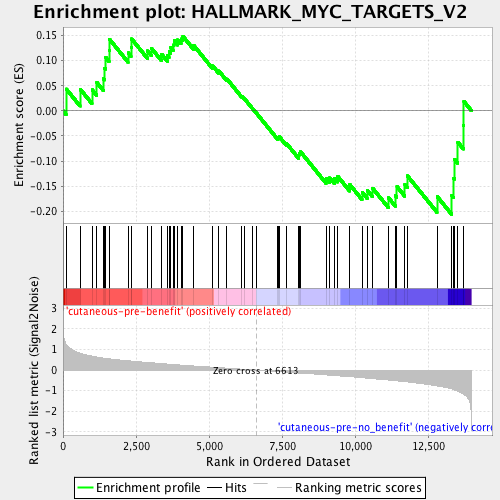 Enrichment plot: HALLMARK_MYC_TARGETS_V2
Enrichment score (ES)
0.15
0.10
0.05
0.00
-0.05
-0.10
-0.15
-0.20
'cutaneous-pre-benefit' (positively correlated)
Ranked list metric (Signal2Noise)
3
2
1
0
-1
-2
-3
Zero cross at 6613
'cutaneous-pre-no_benefit' (negatively corre
0
2,500
5,000
7,500
10,000
12,500
Rank in Ordered Dataset
Enrichment profile
Hits
Ranking metric scores